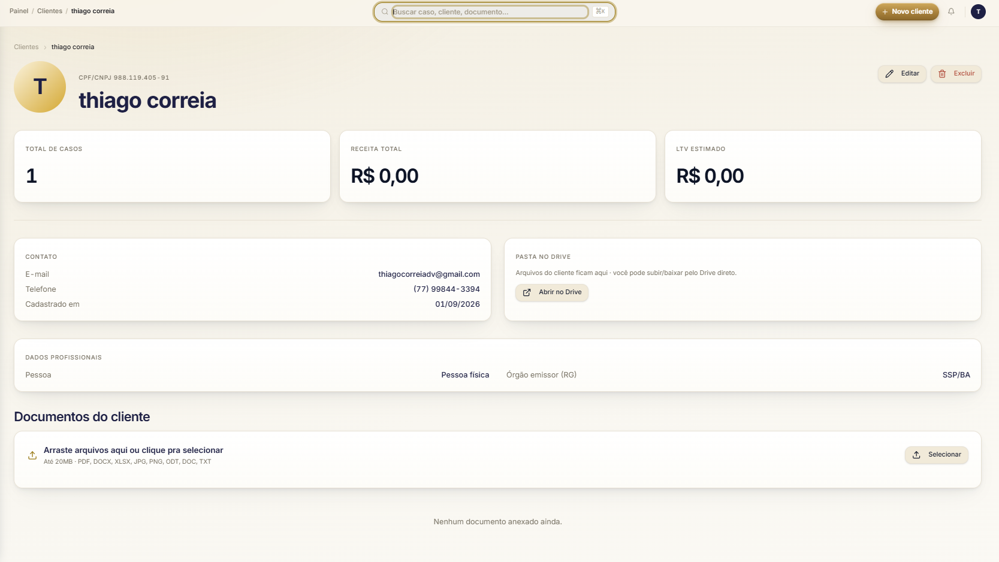 Painel / Clientes / thiago correia
Buscar caso, cliente, documento... ⌘K
+ Novo cliente
T
Clientes > thiago correia
T
CPF/CNPJ 988.119.405-91
thiago correia
Editar
Excluir
TOTAL DE CASOS
1
RECEITA TOTAL
R$ 0,00
LTV ESTIMADO
R$ 0,00
CONTATO
E-mail thiagocorreiadv@gmail.com
Telefone (77) 99844-3394
Cadastrado em 01/09/2026
PASTA NO DRIVE
Arquivos do cliente ficam aqui · você pode subir/baixar pelo Drive direto.
Abrir no Drive
DADOS PROFISSIONAIS
Pessoa Pessoa física Órgão emissor (RG) SSP/BA
Documentos do cliente
Arraste arquivos aqui ou clique pra selecionar
Até 20MB · PDF, DOCX, XLSX, JPG, PNG, ODT, DOC, TXT
Selecionar
Nenhum documento anexado ainda.